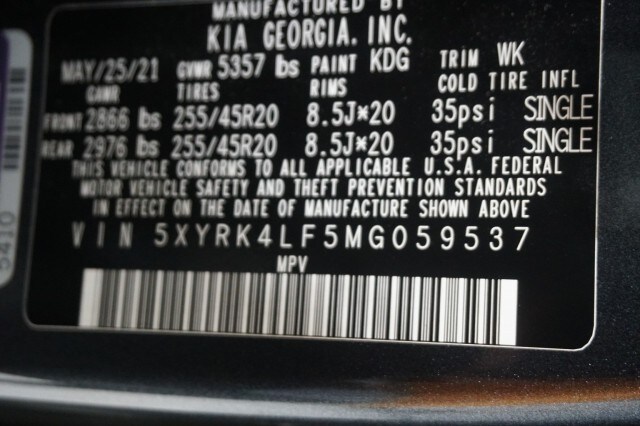 MANUFACTURED BY
KIA GEORGIA, INC.
MAY/25/21 GVWR 5357 lbs PAINT KDG TRIM WK
GAWR TIRES RIMS COLD TIRE INFL
FRONT 2866 lbs 255/45R20 8.5J×20 35psi SINGLE
REAR 2976 lbs 255/45R20 8.5J×20 35psi SINGLE
THIS VEHICLE CONFORMS TO ALL APPLICABLE U.S.A. FEDERAL
MOTOR VEHICLE SAFETY AND THEFT PREVENTION STANDARDS
IN EFFECT ON THE DATE OF MANUFACTURE SHOWN ABOVE
VIN 5XYRK4LF5MG059537
MPV
5410